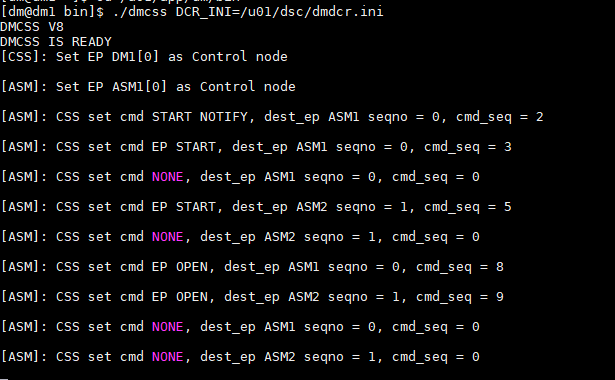 [dm@dm1 bin]$ ./dmcss DCR_INI=/u01/dsc/dmdcr.ini
DMCSS V8
DMCSS IS READY
[CSS]: Set EP DM1[0] as Control node
[ASM]: Set EP ASM1[0] as Control node
[ASM]: CSS set cmd START NOTIFY, dest_ep ASM1 seqno = 0, cmd_seq = 2
[ASM]: CSS set cmd EP START, dest_ep ASM1 seqno = 0, cmd_seq = 3
[ASM]: CSS set cmd NONE, dest_ep ASM1 seqno = 0, cmd_seq = 0
[ASM]: CSS set cmd EP START, dest_ep ASM2 seqno = 1, cmd_seq = 5
[ASM]: CSS set cmd NONE, dest_ep ASM2 seqno = 1, cmd_seq = 0
[ASM]: CSS set cmd EP OPEN, dest_ep ASM1 seqno = 0, cmd_seq = 8
[ASM]: CSS set cmd EP OPEN, dest_ep ASM2 seqno = 1, cmd_seq = 9
[ASM]: CSS set cmd NONE, dest_ep ASM1 seqno = 0, cmd_seq = 0
[ASM]: CSS set cmd NONE, dest_ep ASM2 seqno = 1, cmd_seq = 0